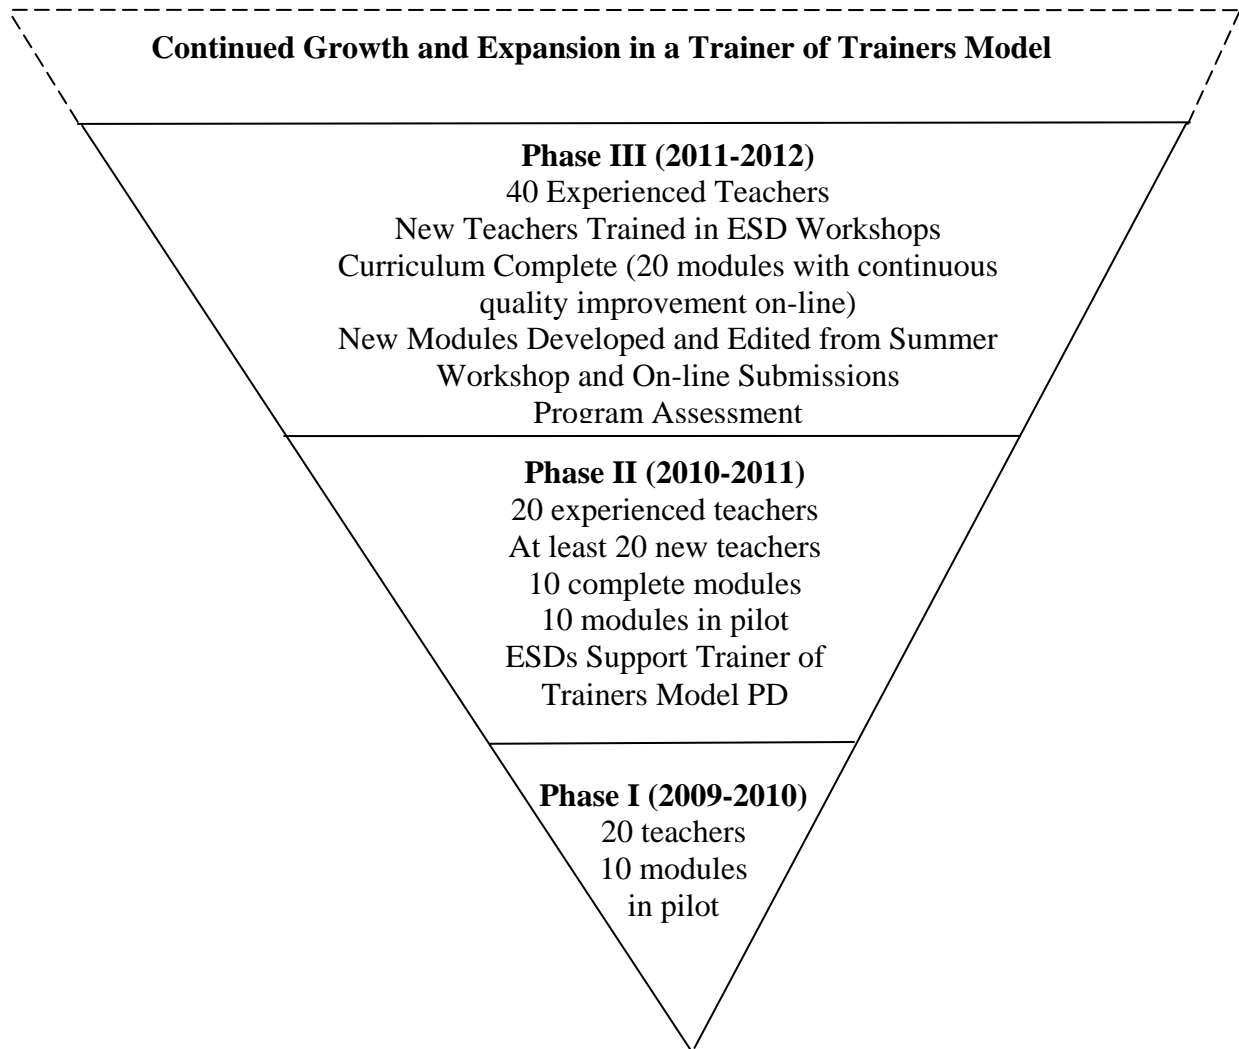 Continued Growth and Expansion in a Trainer of Trainers Model
Phase III (2011-2012)
40 Experienced Teachers
New Teachers Trained in ESD Workshops
Curriculum Complete (20 modules with continuous
quality improvement on-line)
New Modules Developed and Edited from Summer
Workshop and On-line Submissions
Program Assessment
Phase II (2010-2011)
20 experienced teachers
At least 20 new teachers
10 complete modules
10 modules in pilot
ESDs Support Trainer of
Trainers Model PD
Phase I (2009-2010)
20 teachers
10 modules
in pilot